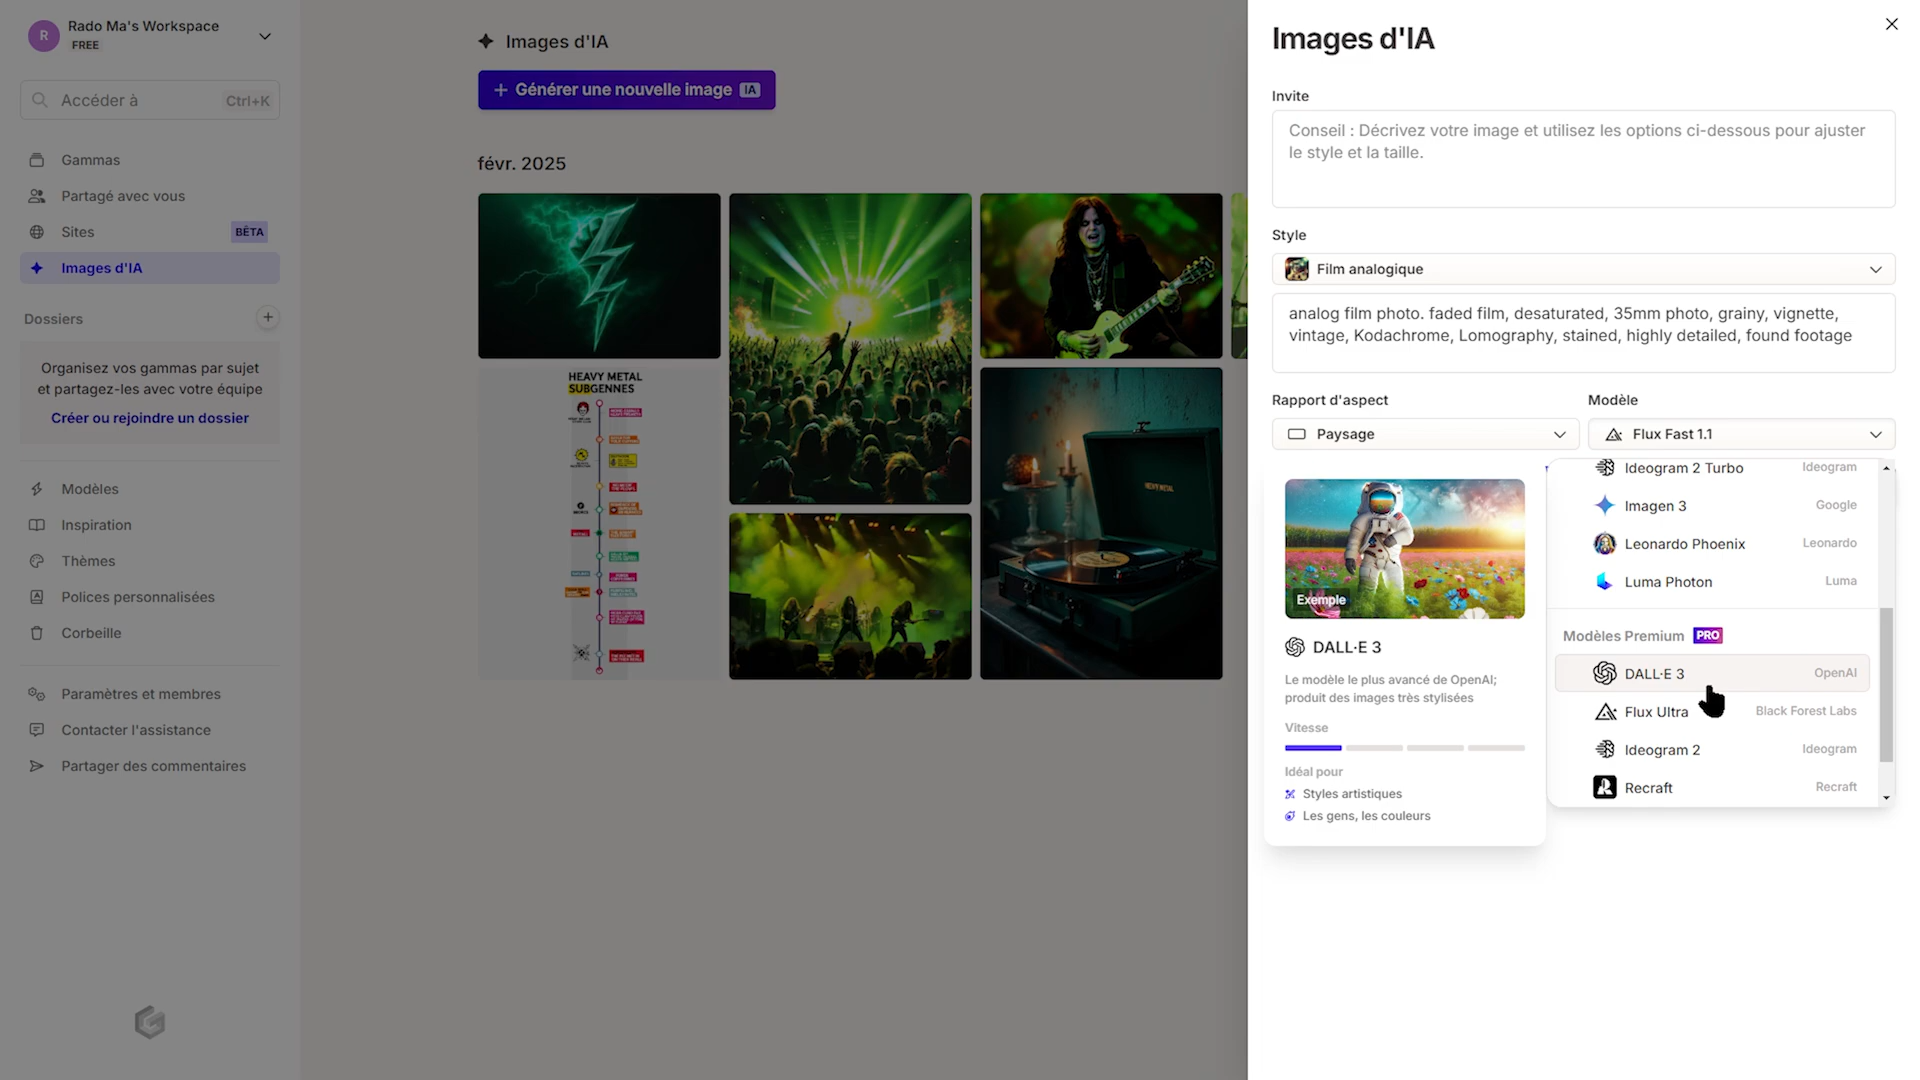 R
Rado Ma's Workspace
FREE
Accéder à
Ctrl+K
Gammas
Partagé avec vous
Sites
BÊTA
Images d'IA
Dossiers
Organisez vos gammas par sujet
et partagez-les avec votre équipe
Créer ou rejoindre un dossier
Modèles
Inspiration
Thèmes
Polices personnalisées
Corbeille
Paramètres et membres
Contacter l'assistance
Partager des commentaires
Images d'IA
Générer une nouvelle image IA
févr. 2025
HEAVY METAL
SUBGENNES
Images d'IA
Invite
Conseil : Décrivez votre image et utilisez les options ci-dessous pour ajuster
le style et la taille.
Style
Film analogique
analog film photo. faded film, desaturated, 35mm photo, grainy, vignette,
vintage, Kodachrome, Lomography, stained, highly detailed, found footage
Rapport d'aspect
Modèle
Paysage
Flux Fast 1.1
Exemple
DALL·E 3
Le modèle le plus avancé de OpenAI;
produit des images très stylisées
Vitesse
Idéal pour
Styles artistiques
Les gens, les couleurs
Ideogram 2 Turbo Ideogram
Imagen 3 Google
Leonardo Phoenix Leonardo
Luma Photon Luma
Modèles Premium PRO
DALL·E 3 OpenAI
Flux Ultra Black Forest Labs
Ideogram 2 Ideogram
Recraft Recraft